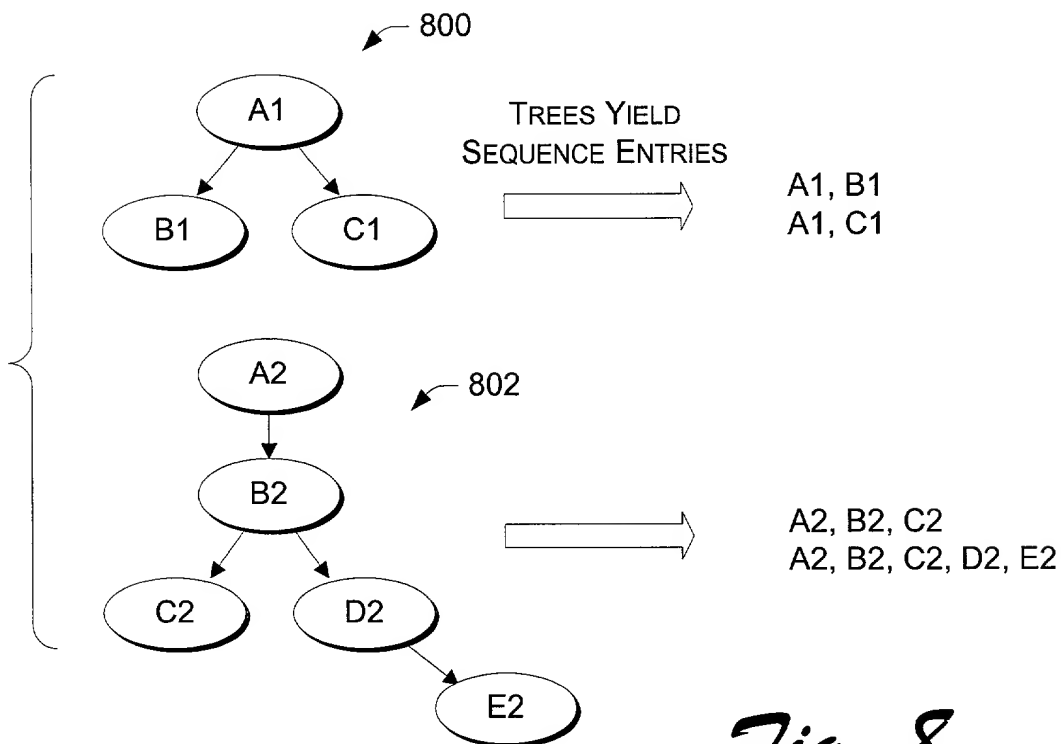 800
A1
TREES YIELD
SEQUENCE ENTRIES
B1
C1
A1, B1
A1, C1
A2
802
B2
A2, B2, C2
A2, B2, C2, D2, E2
C2
D2
E2
Fig. 8